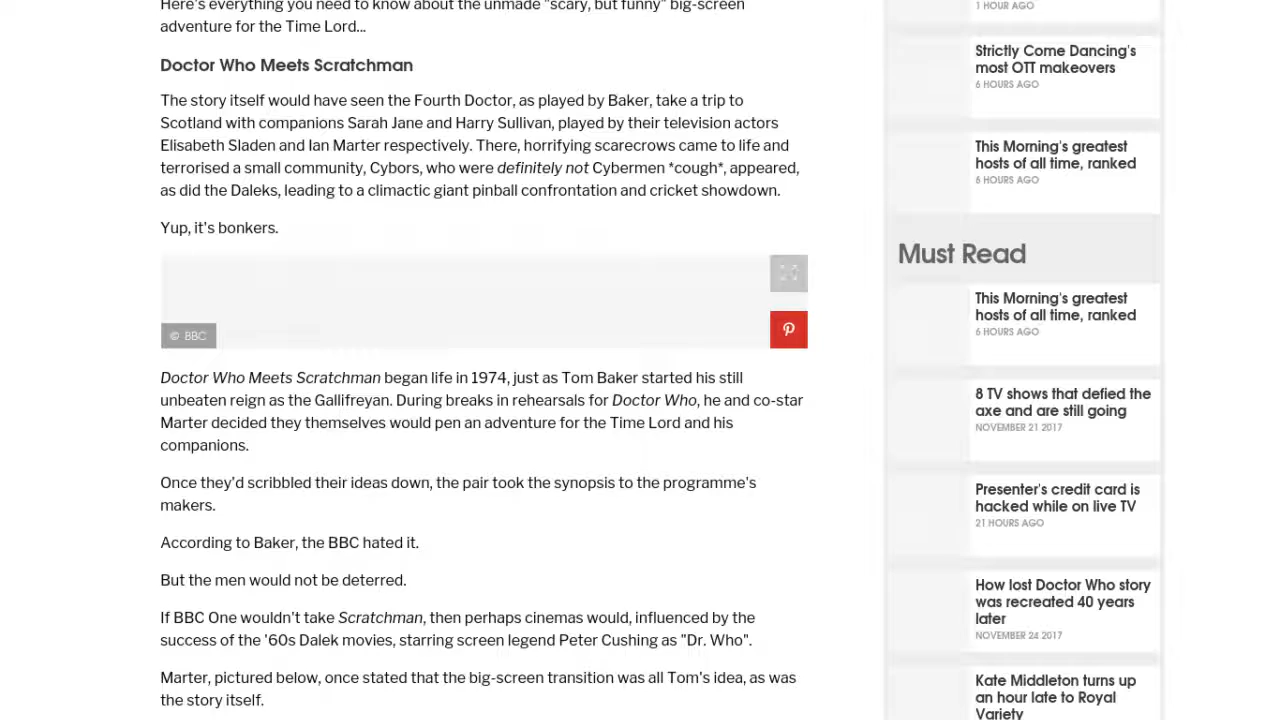 Here's everything you need to know about the unmade "scary, but funny" big-screen
adventure for the Time Lord...
Doctor Who Meets Scratchman
The story itself would have seen the Fourth Doctor, as played by Baker, take a trip to
Scotland with companions Sarah Jane and Harry Sullivan, played by their television actors
Elisabeth Sladen and Ian Marter respectively. There, horrifying scarecrows came to life and
terrorised a small community, Cybors, who were definitely not Cybermen *cough*, appeared,
as did the Daleks, leading to a climactic giant pinball confrontation and cricket showdown.
Yup, it's bonkers.
© BBC
Doctor Who Meets Scratchman began life in 1974, just as Tom Baker started his still
unbeaten reign as the Gallifreyan. During breaks in rehearsals for Doctor Who, he and co-star
Marter decided they themselves would pen an adventure for the Time Lord and his
companions.
Once they'd scribbled their ideas down, the pair took the synopsis to the programme's
makers.
According to Baker, the BBC hated it.
But the men would not be deterred.
If BBC One wouldn't take Scratchman, then perhaps cinemas would, influenced by the
success of the '60s Dalek movies, starring screen legend Peter Cushing as "Dr. Who".
Marter, pictured below, once stated that the big-screen transition was all Tom's idea, as was
the story itself.
1 HOUR AGO
Strictly Come Dancing's
most OTT makeovers
6 HOURS AGO
This Morning's greatest
hosts of all time, ranked
6 HOURS AGO
Must Read
This Morning's greatest
hosts of all time, ranked
6 HOURS AGO
8 TV shows that defied the
axe and are still going
NOVEMBER 21 2017
Presenter's credit card is
hacked while on live TV
21 HOURS AGO
How lost Doctor Who story
was recreated 40 years
later
NOVEMBER 24 2017
Kate Middleton turns up
an hour late to Royal
Variety